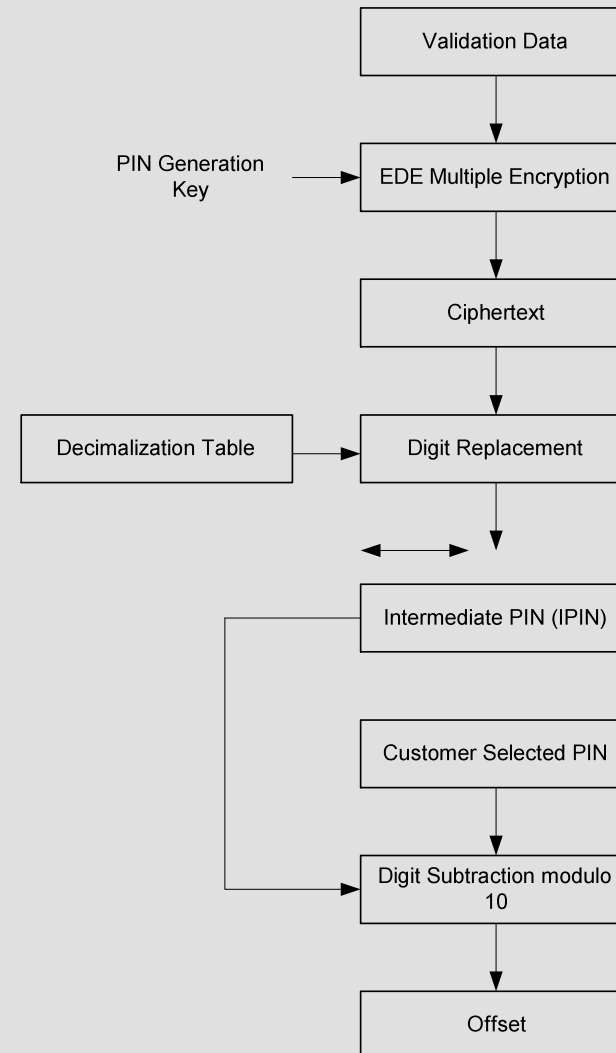 Validation Data
PIN Generation
Key
EDE Multiple Encryption
Ciphertext
Decimalization Table
Digit Replacement
Intermediate PIN (IPIN)
Customer Selected PIN
Digit Subtraction modulo
10
Offset